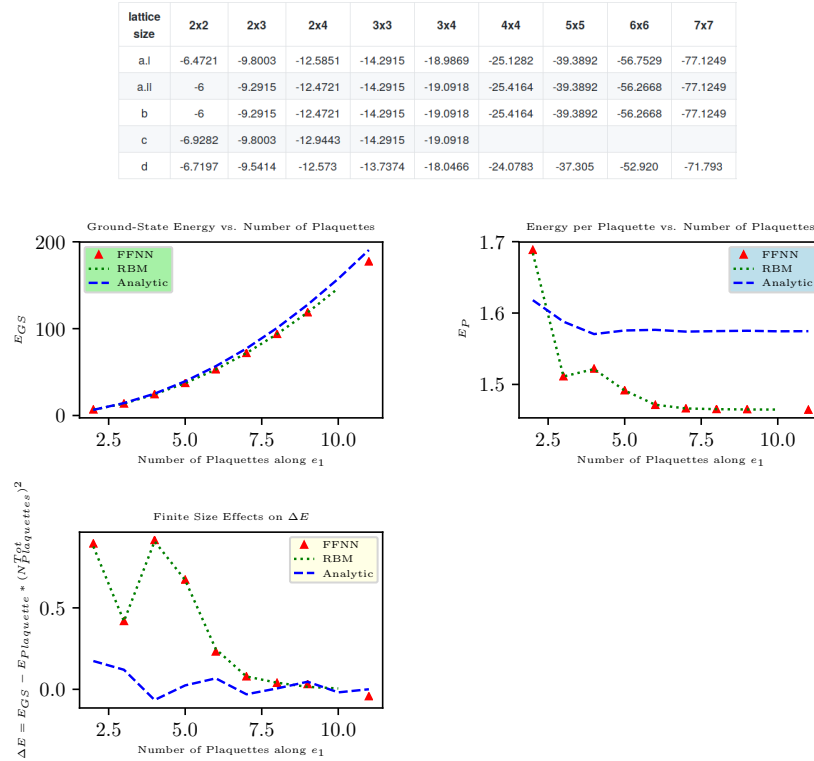 lattice size 2x2 2x3 2x4 3x3 3x4 4x4 5x5 6x6 7x7
a.I -6.4721 -9.8003 -12.5851 -14.2915 -18.9869 -25.1282 -39.3892 -56.7529 -77.1249
a.II -6 -9.2915 -12.4721 -14.2915 -19.0918 -25.4164 -39.3892 -56.2668 -77.1249
b -6 -9.2915 -12.4721 -14.2915 -19.0918 -25.4164 -39.3892 -56.2668 -77.1249
c -6.9282 -9.8003 -12.9443 -14.2915 -19.0918
d -6.7197 -9.5414 -12.573 -13.7374 -18.0466 -24.0783 -37.305 -52.920 -71.793
Ground-State Energy vs. Number of Plaquettes
200
100
0
E_{GS}
FFNN
RBM
Analytic
2.5 5.0 7.5 10.0
Number of Plaquettes along e_1
Energy per Plaquette vs. Number of Plaquettes
1.7
1.6
1.5
E_P
FFNN
RBM
Analytic
2.5 5.0 7.5 10.0
Number of Plaquettes along e_1
Finite Size Effects on ΔE
0.5
0.0
ΔE = E_{GS} − E_{Plaquette} * (N^{Tot}_{Plaquettes})^2
FFNN
RBM
Analytic
2.5 5.0 7.5 10.0
Number of Plaquettes along e_1